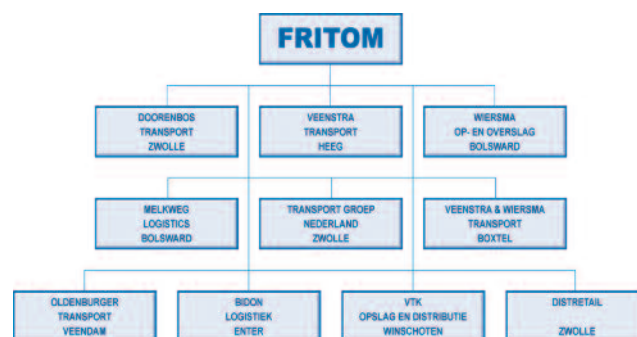 FRITOM
DOORENBOS
TRANSPORT
ZWOLLE
VEENSTRA
TRANSPORT
HEEG
WIERSMA
OP- EN OVERSLAG
BOLSWARD
MELKWEG
LOGISTICS
BOLSWARD
TRANSPORT GROEP
NEDERLAND
ZWOLLE
VEENSTRA & WIERSMA
TRANSPORT
BOXTEL
OLDENBURGER
TRANSPORT
VEENDAM
BIDON
LOGISTIEK
ENTER
VTK
OPSLAG EN DISTRIBUTIE
WINSCHOTEN
DISTRETAIL
ZWOLLE